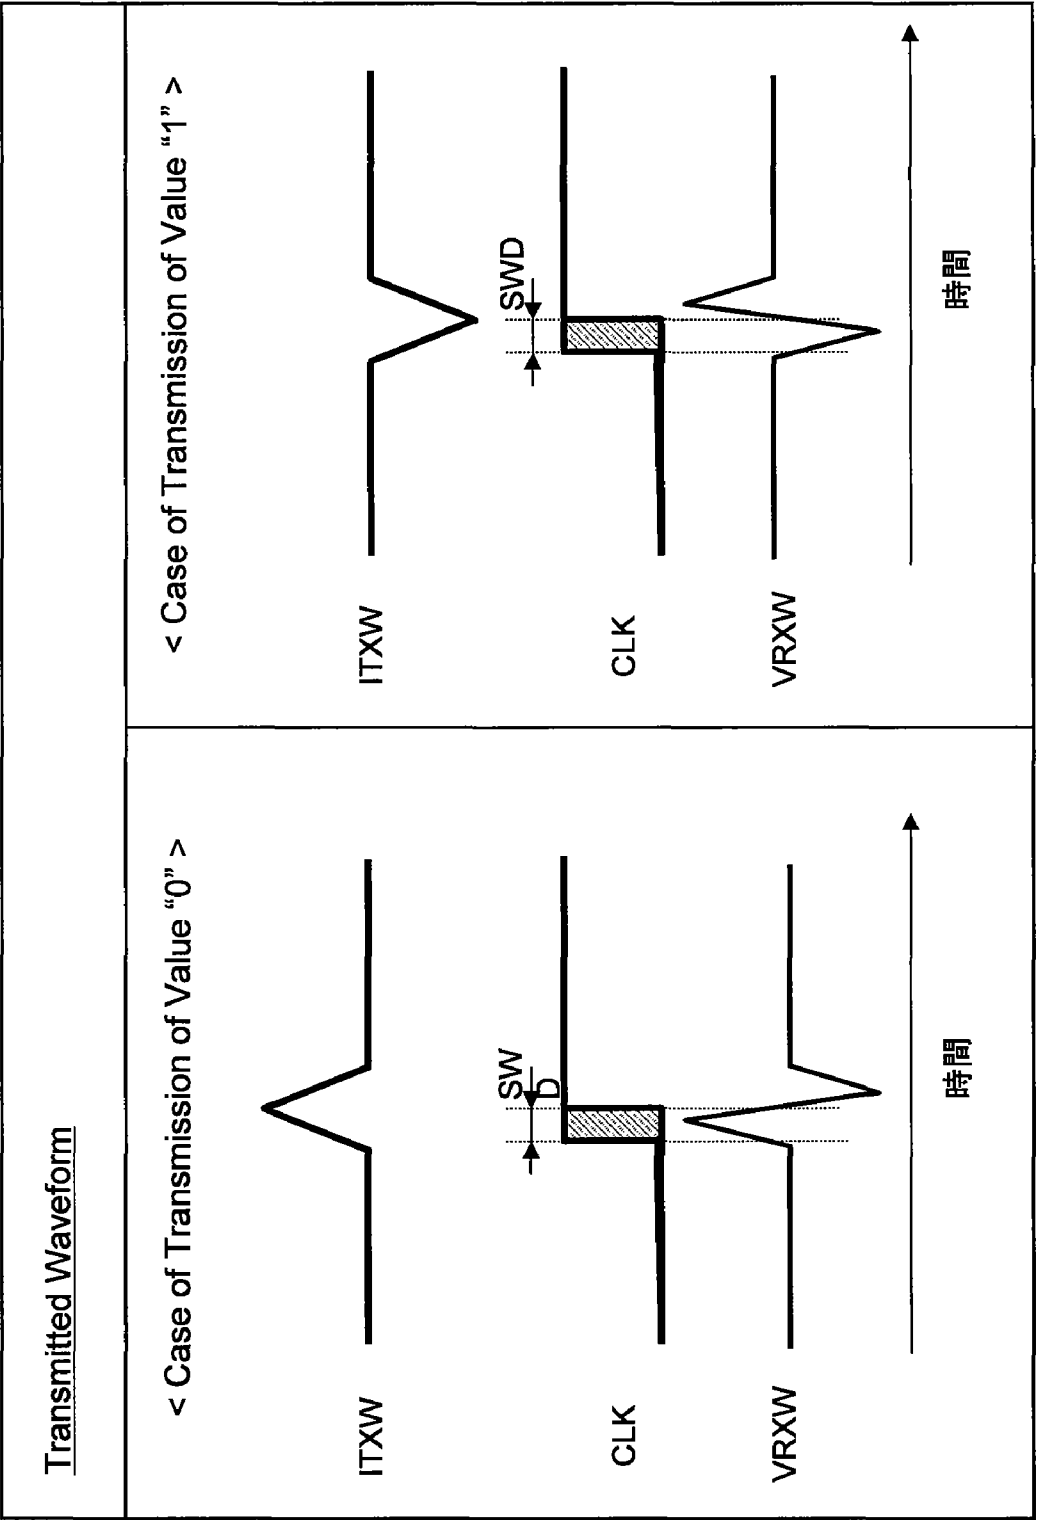 Transmitted Waveform
< Case of Transmission of Value “0” >
ITXW
SW
D
CLK
VRXW
時間
< Case of Transmission of Value “1” >
ITXW
SWD
CLK
VRXW
時間